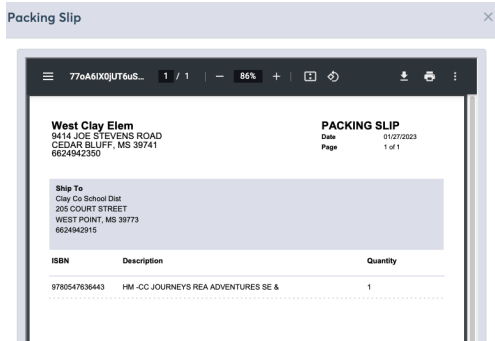 Packing Slip
77oA6IX0jUT6uS... 1 / 1 86%
West Clay Elem
9414 JOE STEVENS ROAD
CEDAR BLUFF, MS 39741
6624942350
PACKING SLIP
Date 01/27/2023
Page 1 of 1
Ship To
Clay Co School Dist
205 COURT STREET
WEST POINT, MS 39773
6624942915
ISBN Description Quantity
9780547636443 HM -CC JOURNEYS REA ADVENTURES SE & 1